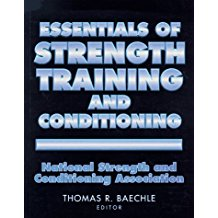 ESSENTIALS OF
STRENGTH
TRAINING
AND
CONDITIONING
National Strength and
Conditioning Association
THOMAS R. BAECHLE
EDITOR